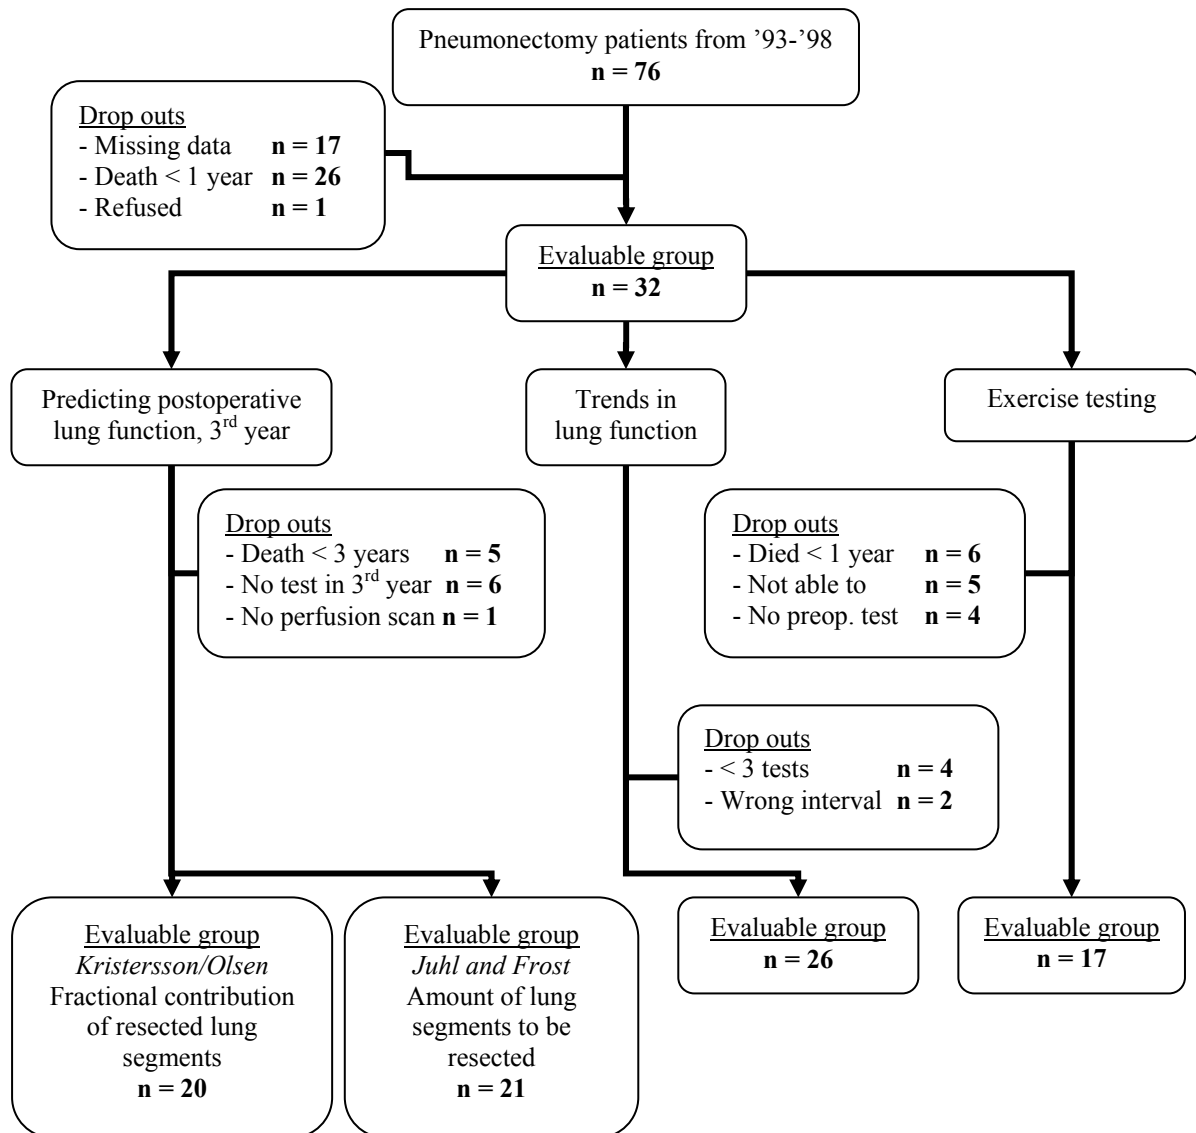 Pneumonectomy patients from ’93-’98
n = 76
Drop outs
- Missing data n = 17
- Death < 1 year n = 26
- Refused n = 1
Evaluable group
n = 32
Predicting postoperative
lung function, 3rd year
Trends in
lung function
Exercise testing
Drop outs
- Death < 3 years n = 5
- No test in 3rd year n = 6
- No perfusion scan n = 1
Drop outs
- Died < 1 year n = 6
- Not able to n = 5
- No preop. test n = 4
Drop outs
- < 3 tests n = 4
- Wrong interval n = 2
Evaluable group
Kristersson/Olsen
Fractional contribution
of resected lung
segments
n = 20
Evaluable group
Juhl and Frost
Amount of lung
segments to be
resected
n = 21
Evaluable group
n = 26
Evaluable group
n = 17